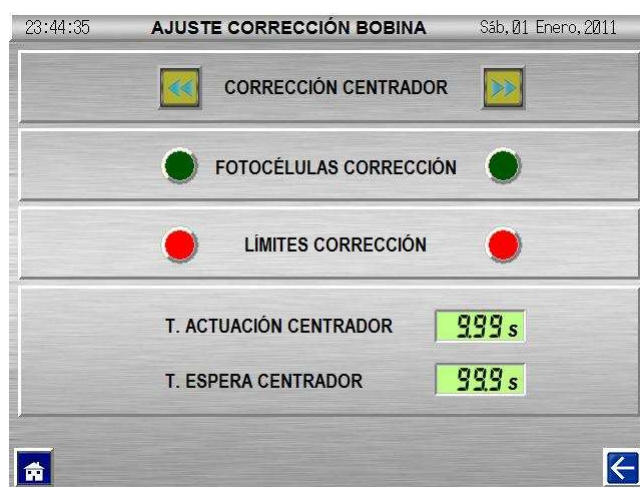 23:44:35 AJUSTE CORRECCIÓN BOBINA Sáb,01 Enero,2011
CORRECCIÓN CENTRADOR
FOTOCÉLULAS CORRECCIÓN
LÍMITES CORRECCIÓN
T. ACTUACIÓN CENTRADOR 9.99 s
T. ESPERA CENTRADOR 99.9 s